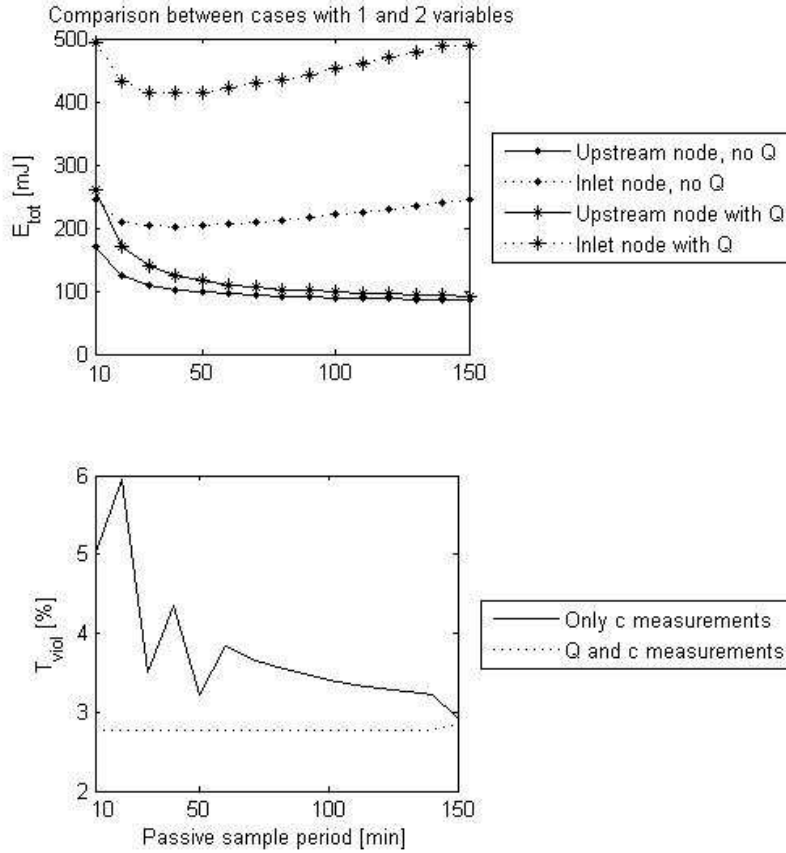 Comparison between cases with 1 and 2 variables
500
400
300
200
100
0
E_tot [mJ]
10
50
100
150
Upstream node, no Q
Inlet node, no Q
Upstream node with Q
Inlet node with Q
6
5
4
3
2
T_viol [%]
10
50
100
150
Passive sample period [min]
Only c measurements
Q and c measurements